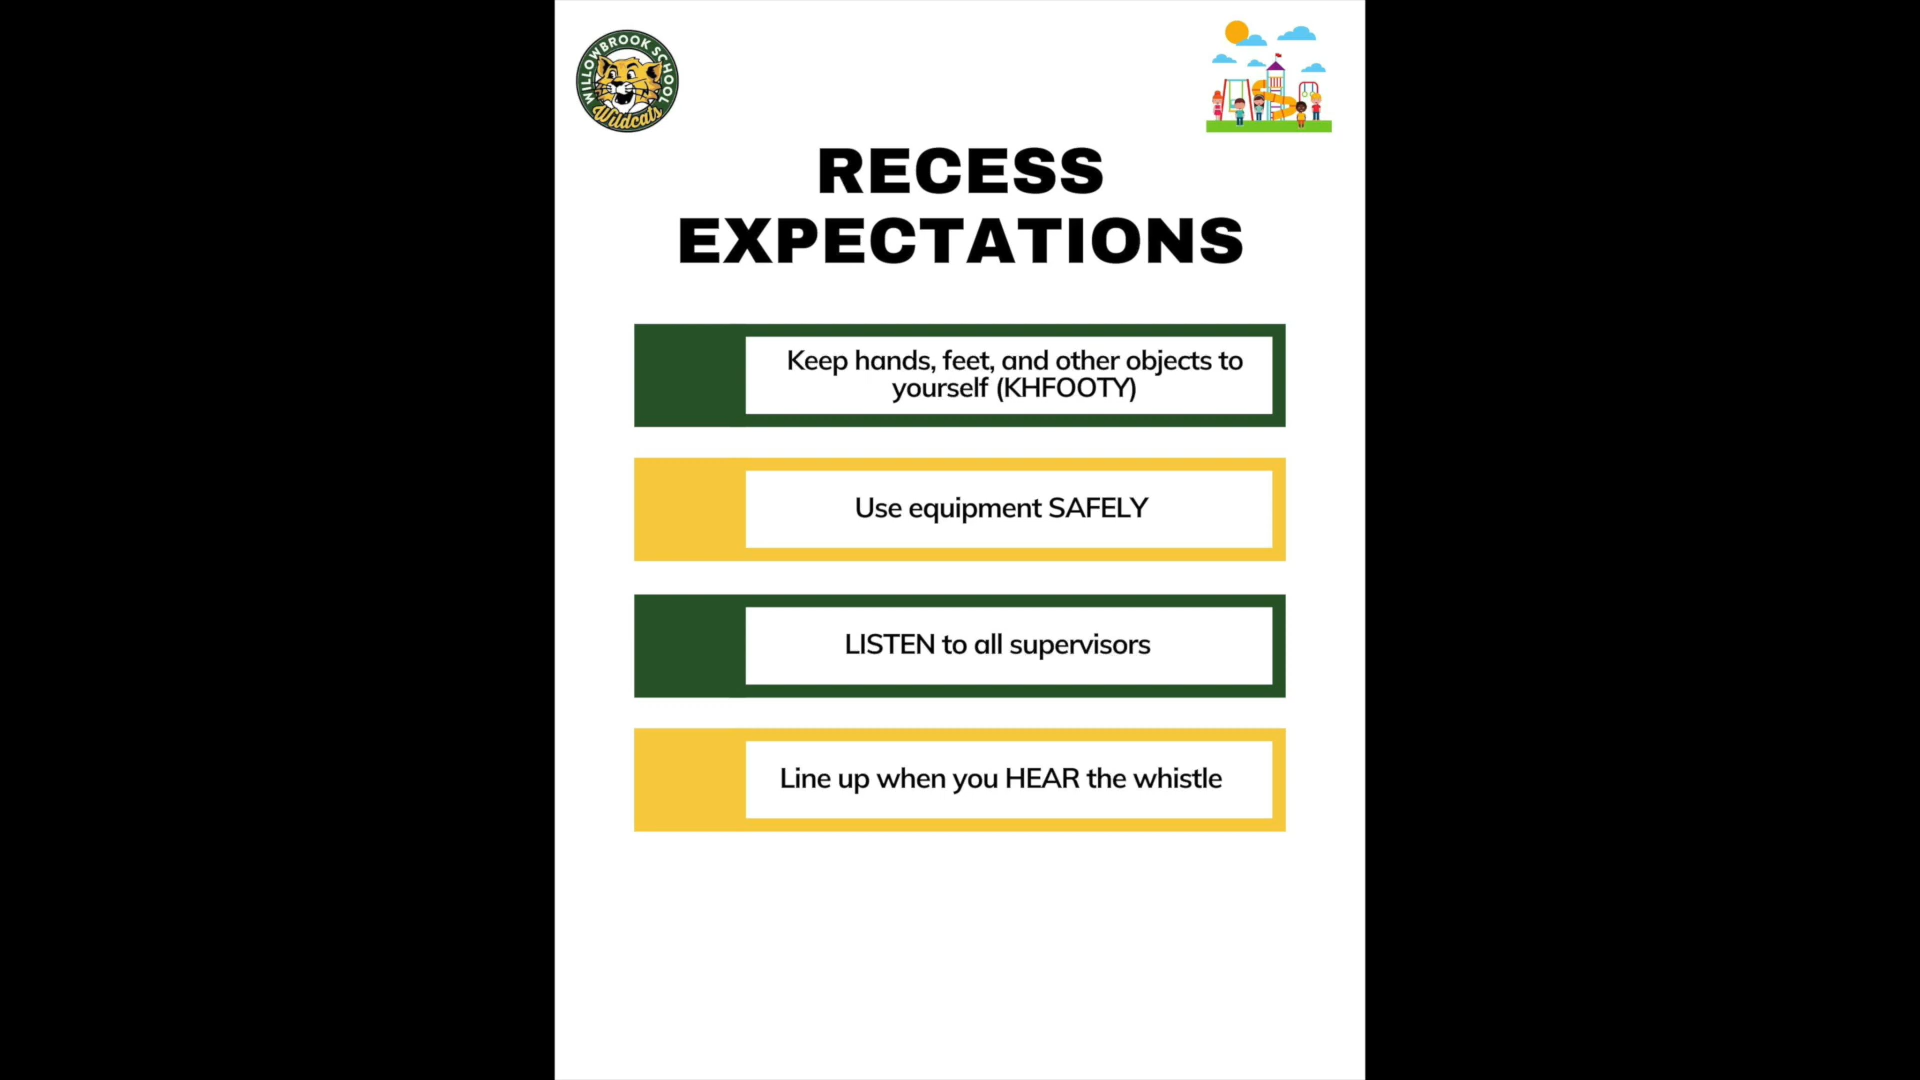 WILLOWBROOK SCHOOL
Wildcats
RECESS
EXPECTATIONS
Keep hands, feet, and other objects to
yourself (KHFOOTY)
Use equipment SAFELY
LISTEN to all supervisors
Line up when you HEAR the whistle